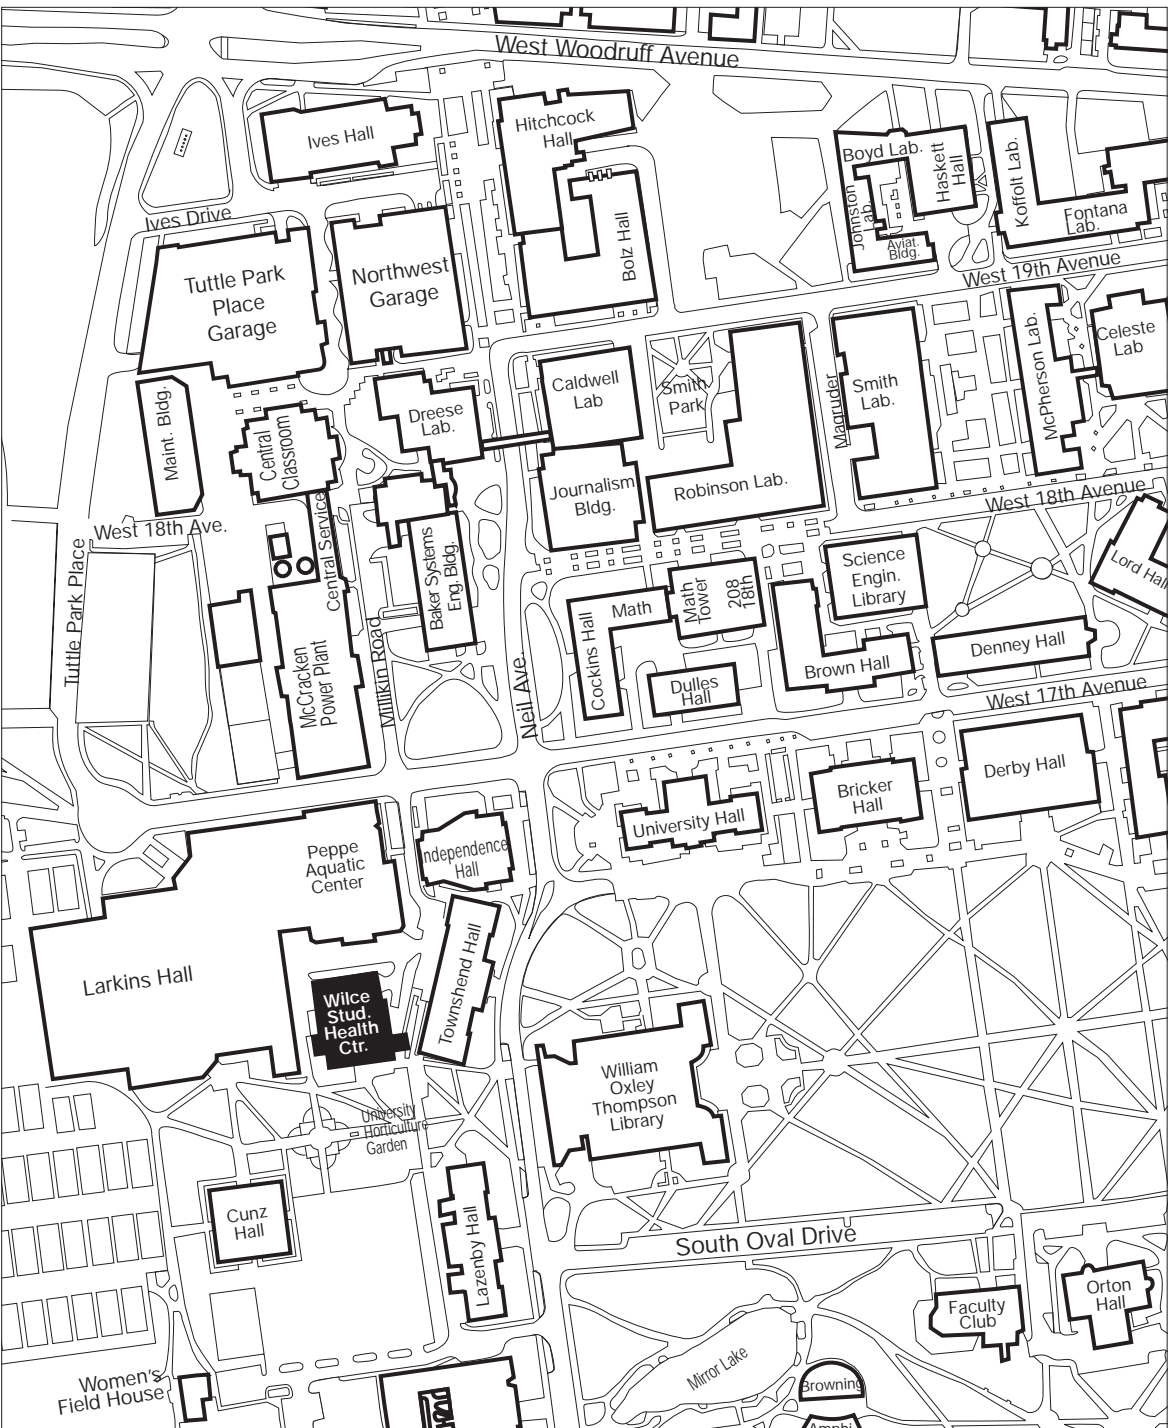 West Woodruff Avenue
Ives Hall
Hitchcock
Hall
Boyd Lab.
Haskett
Hall
Koffolt Lab.
Johnston
Lab.
Aviat.
Bldg.
Fontana
Lab.
Ives Drive
Bolz Hall
West 19th Avenue
Tuttle Park
Place
Garage
Northwest
Garage
McPherson Lab.
Celeste
Lab
Maint. Bldg.
Central
Classroom
Dreese
Lab.
Caldwell
Lab
Smith
Park
Magruder
Smith
Lab.
Journalism
Bldg.
Robinson Lab.
West 18th Avenue
West 18th Ave.
Central Service
Tuttle Park Place
Baker Systems
Eng. Bldg.
Science
Engin.
Library
Lord Hall
Math
Math
Tower
208
18th
Cockins Hall
Dulles
Hall
Brown Hall
Denney Hall
McCracken
Power Plant
Millikin Road
Neil Ave.
West 17th Avenue
Derby Hall
Bricker
Hall
University Hall
Peppe
Aquatic
Center
Independence
Hall
Larkins Hall
Townshend Hall
Wilce
Stud.
Health
Ctr.
William
Oxley
Thompson
Library
University
Horticulture
Garden
Cunz
Hall
Lazenby Hall
South Oval Drive
Faculty
Club
Orton
Hall
Mirror Lake
Women's
Field House
Browning
Amphi